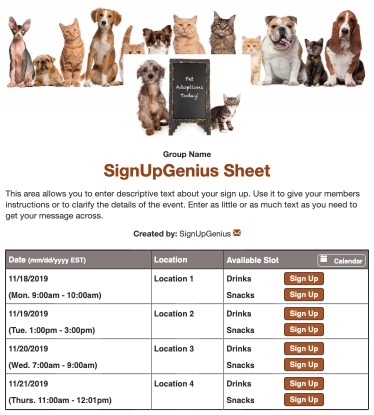 Pet
Adoptions
Today!
Group Name
SignUpGenius Sheet
This area allows you to enter descriptive text about your sign up. Use it to give your members
instructions or to clarify the details of the event. Enter as little or as much text as you need to
get your message across.
Created by: SignUpGenius
Date (mm/dd/yyyy EST) Location Available Slot Calendar
11/18/2019 Location 1 Drinks Sign Up
(Mon. 9:00am - 10:00am) Snacks Sign Up
11/19/2019 Location 2 Drinks Sign Up
(Tue. 1:00pm - 3:00pm) Snacks Sign Up
11/20/2019 Location 3 Drinks Sign Up
(Wed. 7:00am - 9:00am) Snacks Sign Up
11/21/2019 Location 4 Drinks Sign Up
(Thurs. 11:00am - 12:01pm) Snacks Sign Up